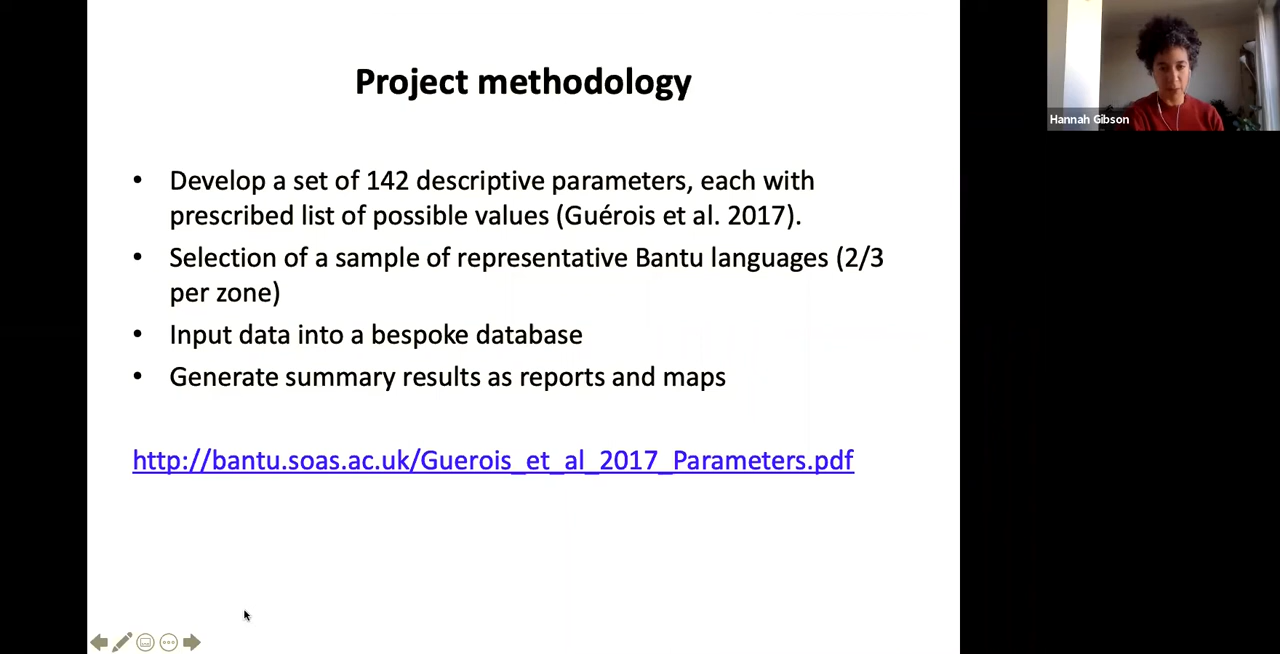 Project methodology
• Develop a set of 142 descriptive parameters, each with
prescribed list of possible values (Guérois et al. 2017).
• Selection of a sample of representative Bantu languages (2/3
per zone)
• Input data into a bespoke database
• Generate summary results as reports and maps
http://bantu.soas.ac.uk/Guerois_et_al_2017_Parameters.pdf
Hannah Gibson